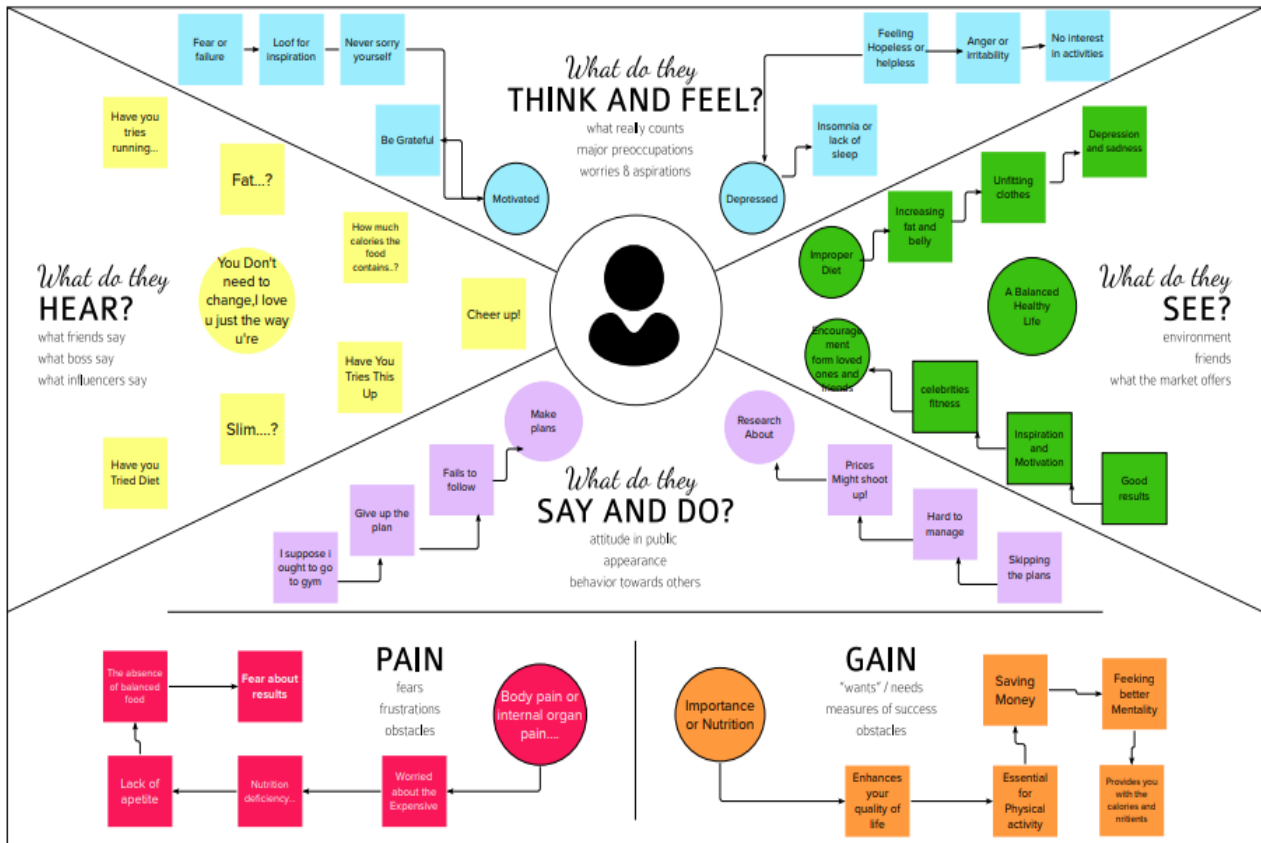 Fear or
failure
Loof for
inspiration
Never sorry
yourself
Be Grateful
Motivated
What do they
THINK AND FEEL?
what really counts
major preoccupations
worries & aspirations
Feeling
Hopeless or
helpless
Anger or
irritability
No interest
in activities
Insomnia or
lack of
sleep
Depressed
Have you
tries
running...
Fat...?
How much
calories the
food
contains..?
You Don't
need to
change,I love
u just the way
u're
Cheer up!
What do they
HEAR?
what friends say
what boss say
what influencers say
Have You
Tries This
Up
Slim....?
Have you
Tried Diet
Depression
and sadness
Unfitting
clothes
Increasing
fat and
belly
Improper
Diet
A Balanced
Healthy
Life
What do they
SEE?
environment
friends
what the market offers
Encourage
ment
form loved
ones and
friends
celebrities
fitness
Inspiration
and
Motivation
Good
results
Make
plans
Fails to
follow
Give up the
plan
I suppose i
ought to go
to gym
What do they
SAY AND DO?
attitude in public
appearance
behavior towards others
Research
About
Prices
Might shoot
up!
Hard to
manage
Skipping
the plans
PAIN
fears
frustrations
obstacles
The absence
of balanced
food
Fear about
results
Body pain or
internal organ
pain....
Lack of
apetite
Nutrition
deficiency...
Worried
about the
Expensive
GAIN
"wants" / needs
measures of success
obstacles
Importance
or Nutrition
Enhances
your
quality of
life
Essential
for
Physical
activity
Saving
Money
Feeking
better
Mentality
Provides you
with the
calories and
nritients